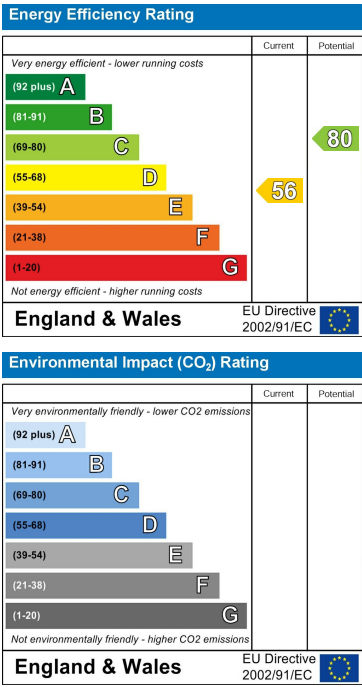 Energy Efficiency Rating
Current Potential
Very energy efficient - lower running costs
(92 plus) A
(81-91) B
(69-80) C
80
(55-68) D
56
(39-54) E
(21-38) F
(1-20) G
Not energy efficient - higher running costs
England & Wales
EU Directive
2002/91/EC
Environmental Impact (CO₂) Rating
Current Potential
Very environmentally friendly - lower CO2 emissions
(92 plus) A
(81-91) B
(69-80) C
(55-68) D
(39-54) E
(21-38) F
(1-20) G
Not environmentally friendly - higher CO2 emissions
England & Wales
EU Directive
2002/91/EC